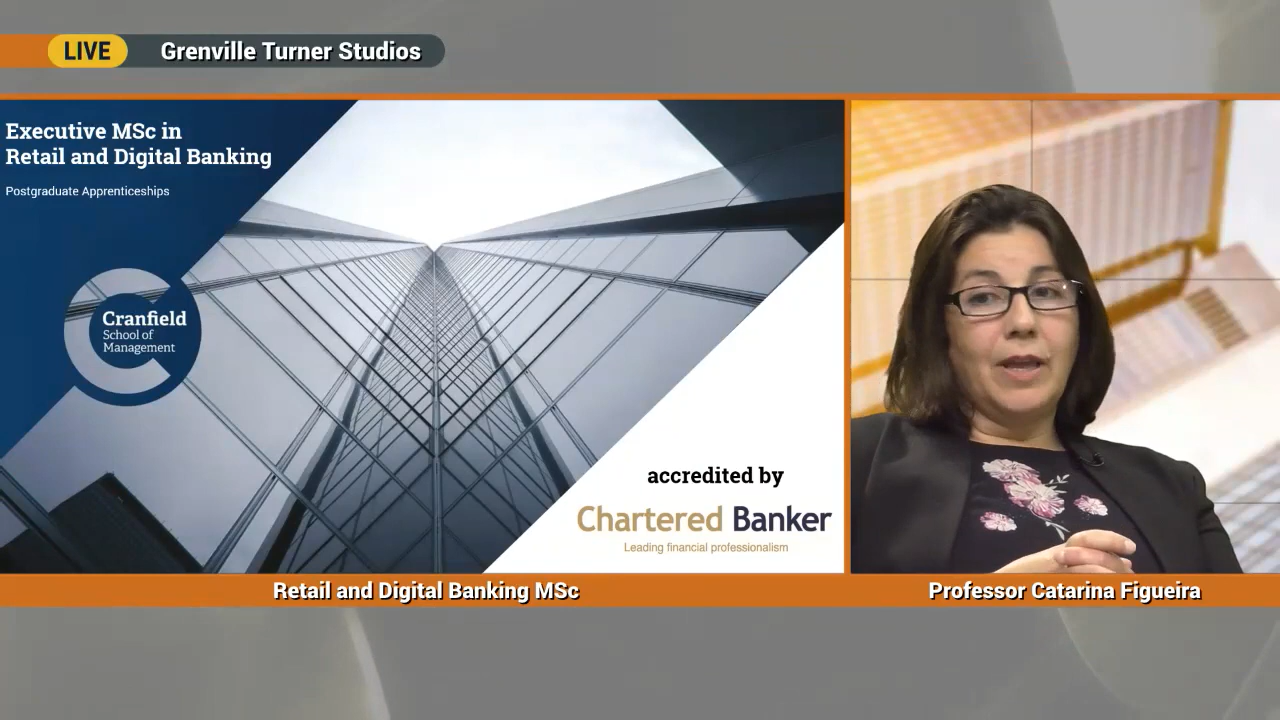 LIVE
Grenville Turner Studios
Executive MSc in
Retail and Digital Banking
Postgraduate Apprenticeships
Cranfield
School of
Management
accredited by
Chartered Banker
Leading financial professionalism
Retail and Digital Banking MSc
Professor Catarina Figueira